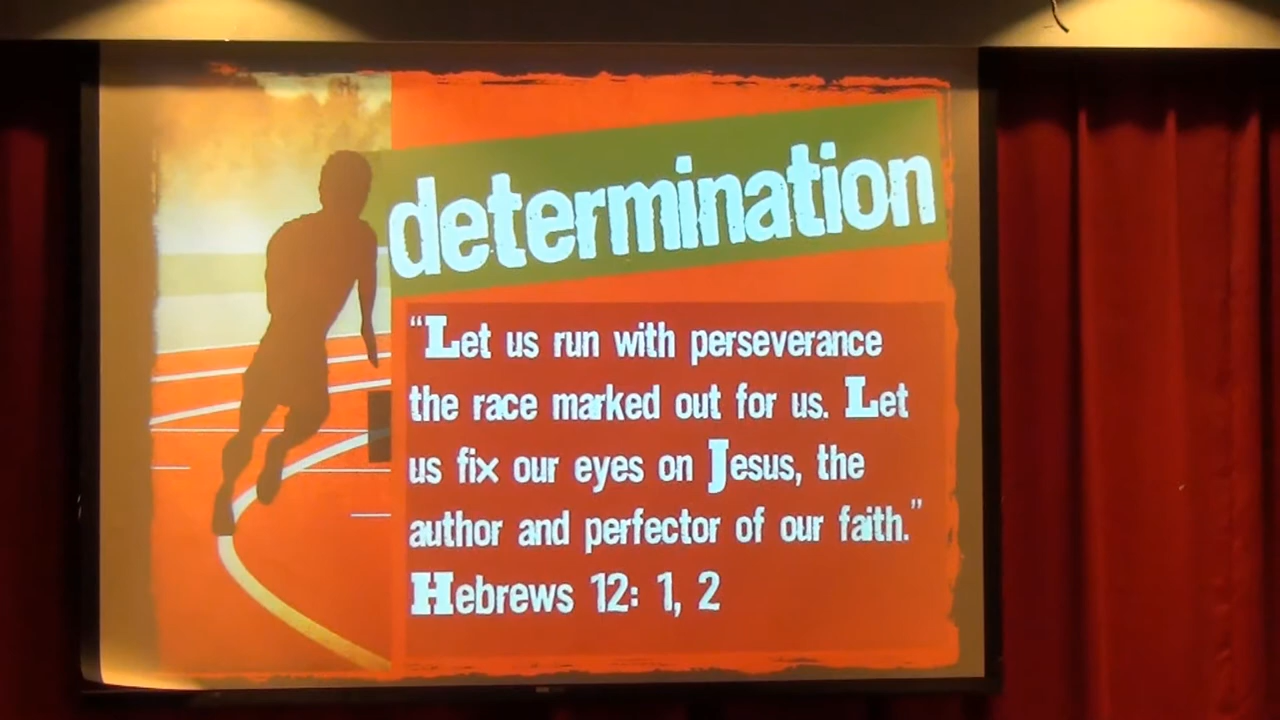 determination
“Let us run with perseverance
the race marked out for us. Let
us fix our eyes on Jesus, the
author and perfector of our faith.”
Hebrews 12: 1, 2